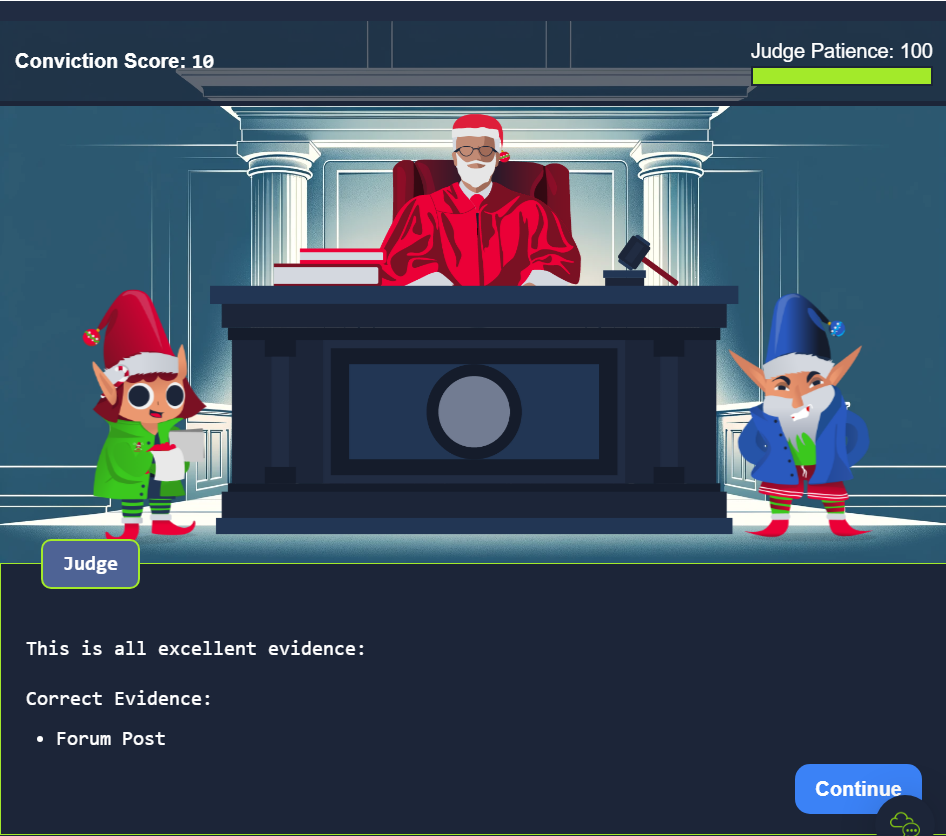 Conviction Score: 10
Judge Patience: 100
Judge
This is all excellent evidence:
Correct Evidence:
• Forum Post
Continue